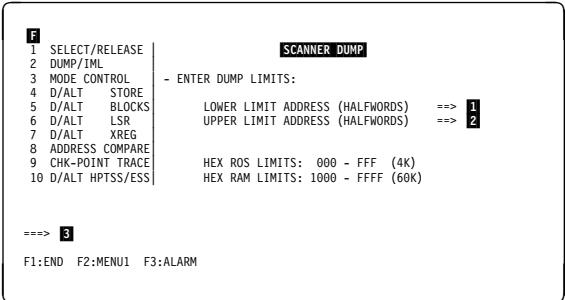 F
1 SELECT/RELEASE | SCANNER DUMP
2 DUMP/IML |
3 MODE CONTROL | - ENTER DUMP LIMITS:
4 D/ALT STORE |
5 D/ALT BLOCKS| LOWER LIMIT ADDRESS (HALFWORDS) ==> 1
6 D/ALT LSR | UPPER LIMIT ADDRESS (HALFWORDS) ==> 2
7 D/ALT XREG |
8 ADDRESS COMPARE|
9 CHK-POINT TRACE| HEX ROS LIMITS: 000 - FFF (4K)
10 D/ALT HPTSS/ESS| HEX RAM LIMITS: 1000 - FFFF (60K)
===> 3
F1:END F2:MENU1 F3:ALARM